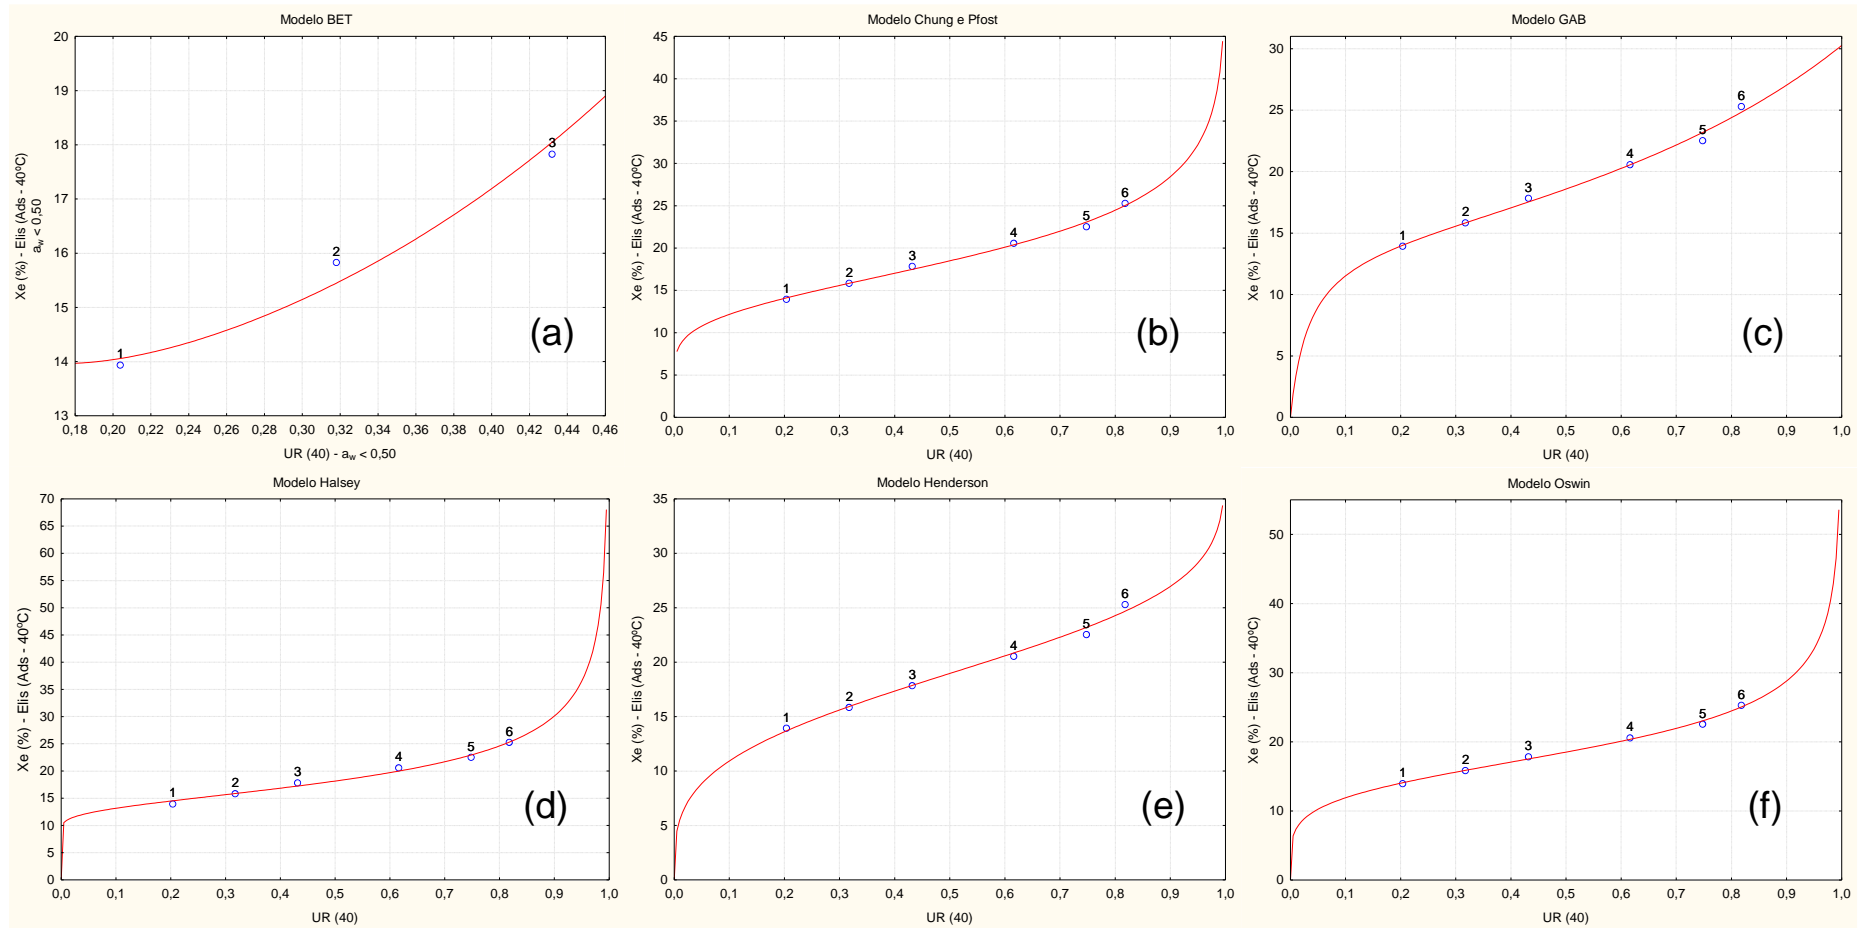 Modelo BET
20
19
18
17
16
15
14
13
0,18 0,20 0,22 0,24 0,26 0,28 0,30 0,32 0,34 0,36 0,38 0,40 0,42 0,44 0,46
UR (40) - aw < 0,50
Xe (%) - Elis (Ads - 40ºC)
aw < 0,50
1
2
3
(a)
Modelo Chung e Pfost
45
40
35
30
25
20
15
10
5
0
0,0 0,1 0,2 0,3 0,4 0,5 0,6 0,7 0,8 0,9 1,0
UR (40)
Xe (%) - Elis (Ads - 40ºC)
1
2
3
4
5
6
(b)
Modelo GAB
30
25
20
15
10
5
0
0,0 0,1 0,2 0,3 0,4 0,5 0,6 0,7 0,8 0,9 1,0
UR (40)
Xe (%) - Elis (Ads - 40ºC)
1
2
3
4
5
6
(c)
Modelo Halsey
70
65
60
55
50
45
40
35
30
25
20
15
10
5
0
0,0 0,1 0,2 0,3 0,4 0,5 0,6 0,7 0,8 0,9 1,0
UR (40)
Xe (%) - Elis (Ads - 40ºC)
1
2
3
4
5
6
(d)
Modelo Henderson
35
30
25
20
15
10
5
0
0,0 0,1 0,2 0,3 0,4 0,5 0,6 0,7 0,8 0,9 1,0
UR (40)
Xe (%) - Elis (Ads - 40ºC)
1
2
3
4
5
6
(e)
Modelo Oswin
50
40
30
20
10
0
0,0 0,1 0,2 0,3 0,4 0,5 0,6 0,7 0,8 0,9 1,0
UR (40)
Xe (%) - Elis (Ads - 40ºC)
1
2
3
4
5
6
(f)